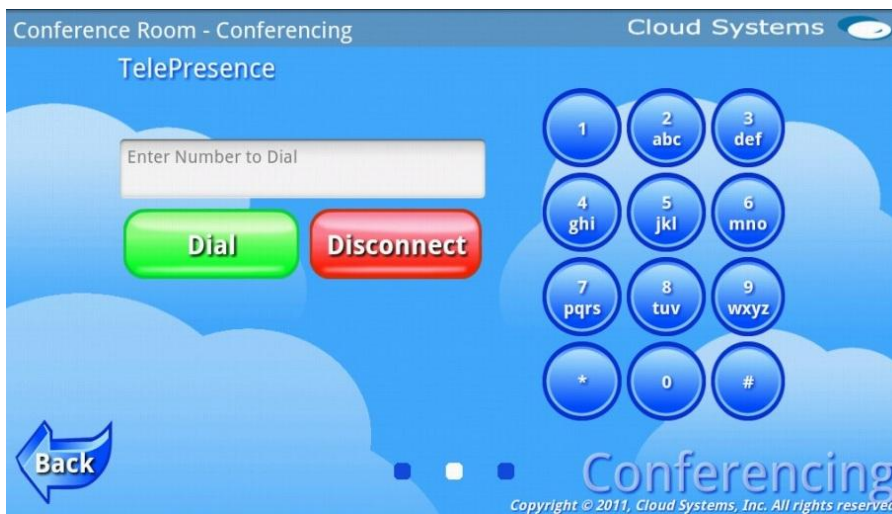 Conference Room - Conferencing
Cloud Systems
TelePresence
Enter Number to Dial
Dial
Disconnect
1
2
abc
3
def
4
ghi
5
jkl
6
mno
7
pqrs
8
tuv
9
wxyz
*
0
#
Back
Conferencing
Copyright © 2011, Cloud Systems, Inc. All rights reserved